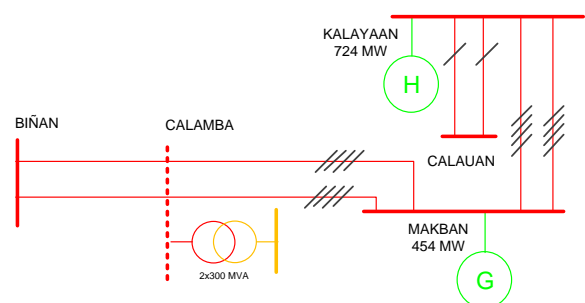 KALAYAAN
724 MW
H
BIÑAN
CALAMBA
CALAUAN
2x300 MVA
MAKBAN
454 MW
G